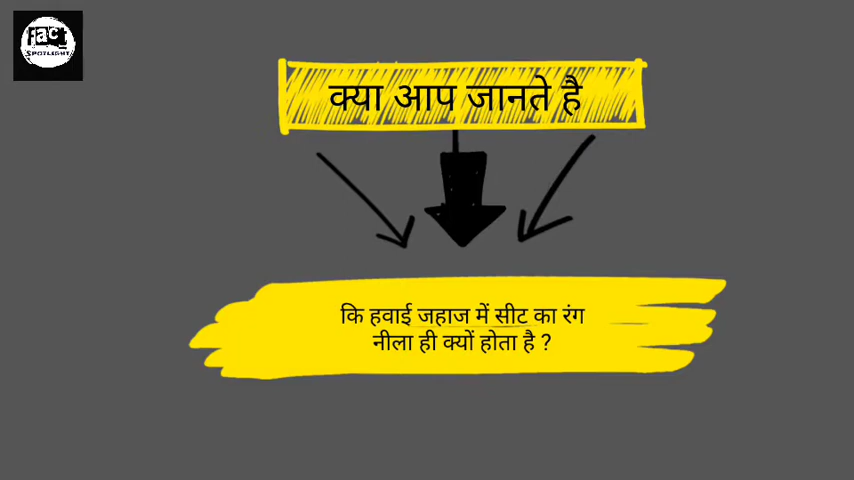 fact
SPOTLIGHT
क्या आप जानते है
कि हवाई जहाज में सीट का रंग
नीला ही क्यों होता है ?